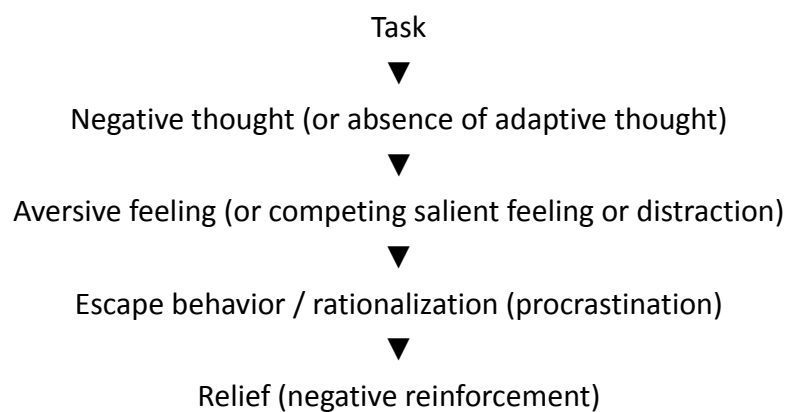 Task
Negative thought (or absence of adaptive thought)
Aversive feeling (or competing salient feeling or distraction)
Escape behavior / rationalization (procrastination)
Relief (negative reinforcement)